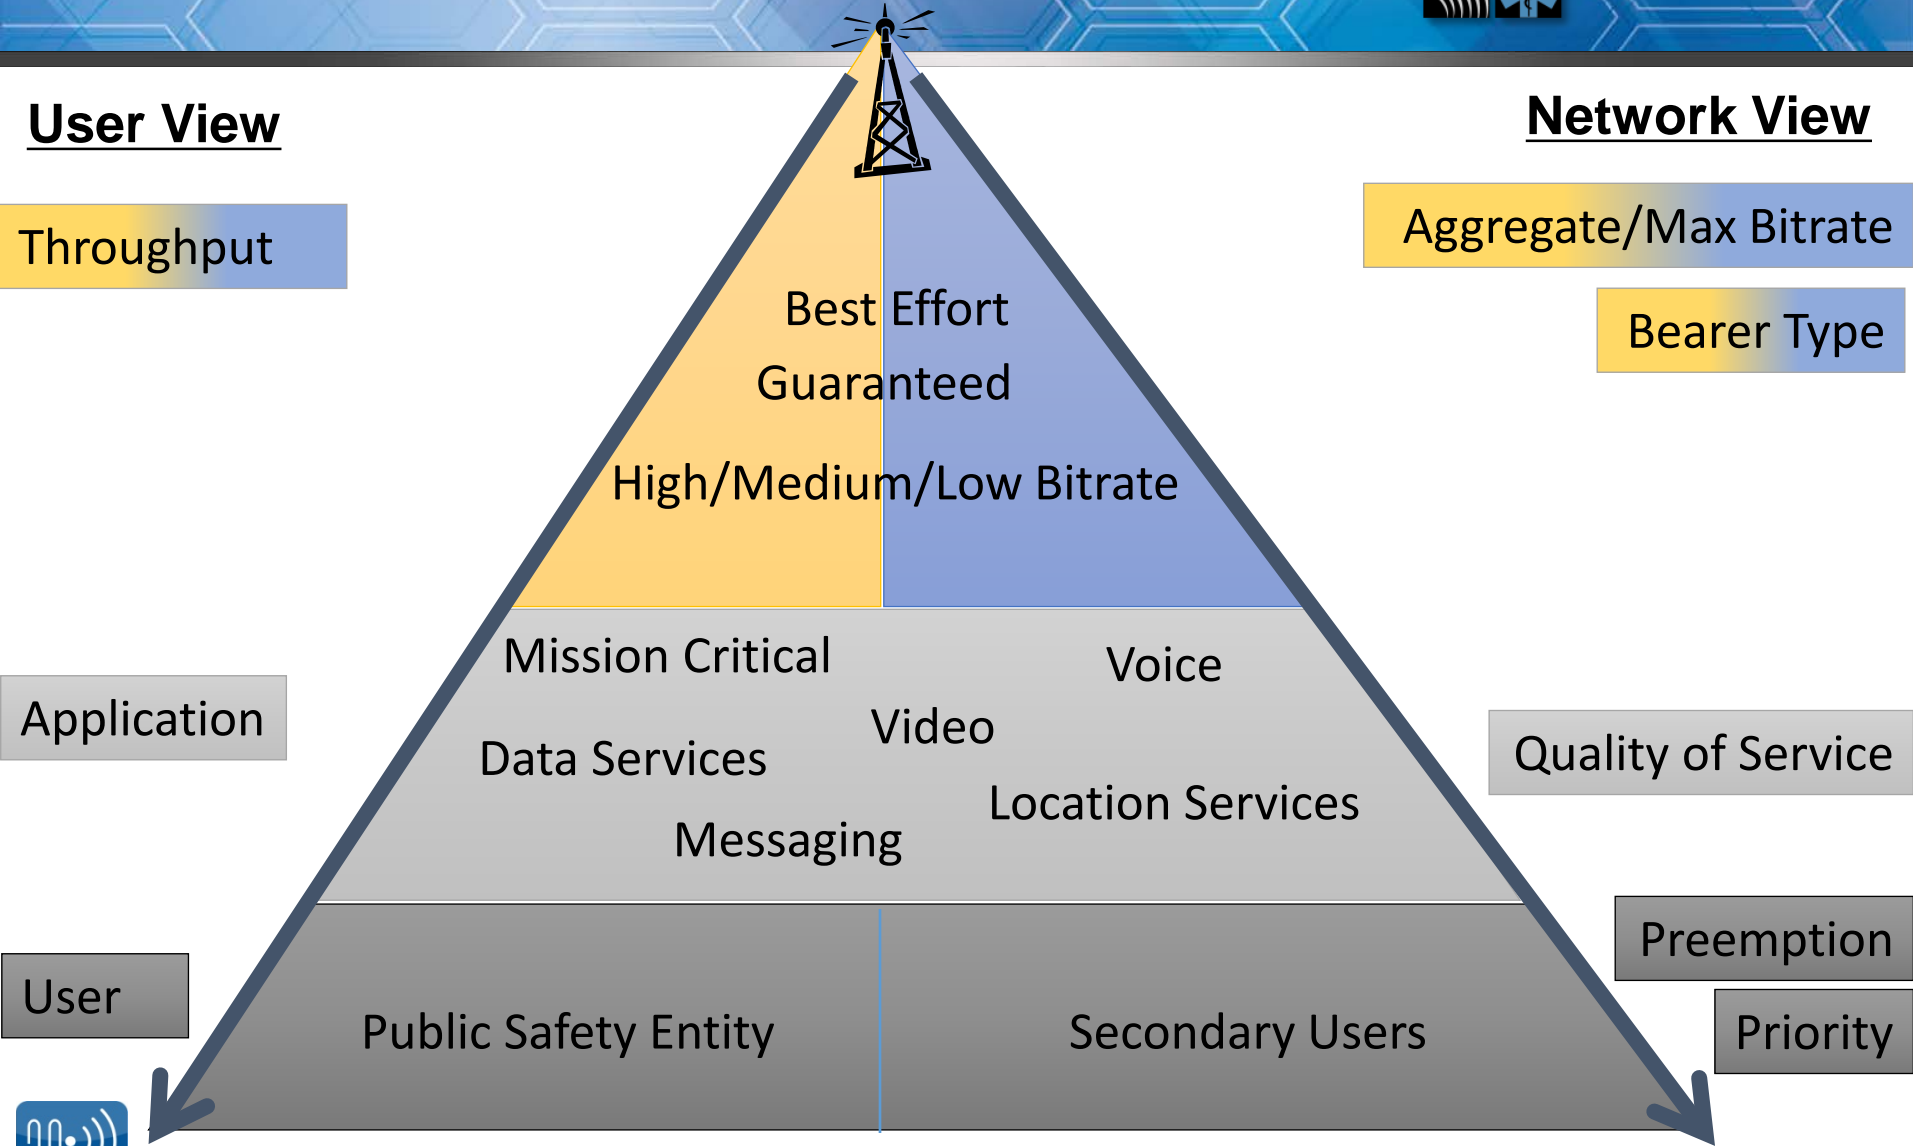 User View
Network View
Throughput
Aggregate/Max Bitrate
Bearer Type
Best Effort
Guaranteed
High/Medium/Low Bitrate
Mission Critical
Voice
Application
Video
Quality of Service
Data Services
Location Services
Messaging
Preemption
User
Public Safety Entity
Secondary Users
Priority